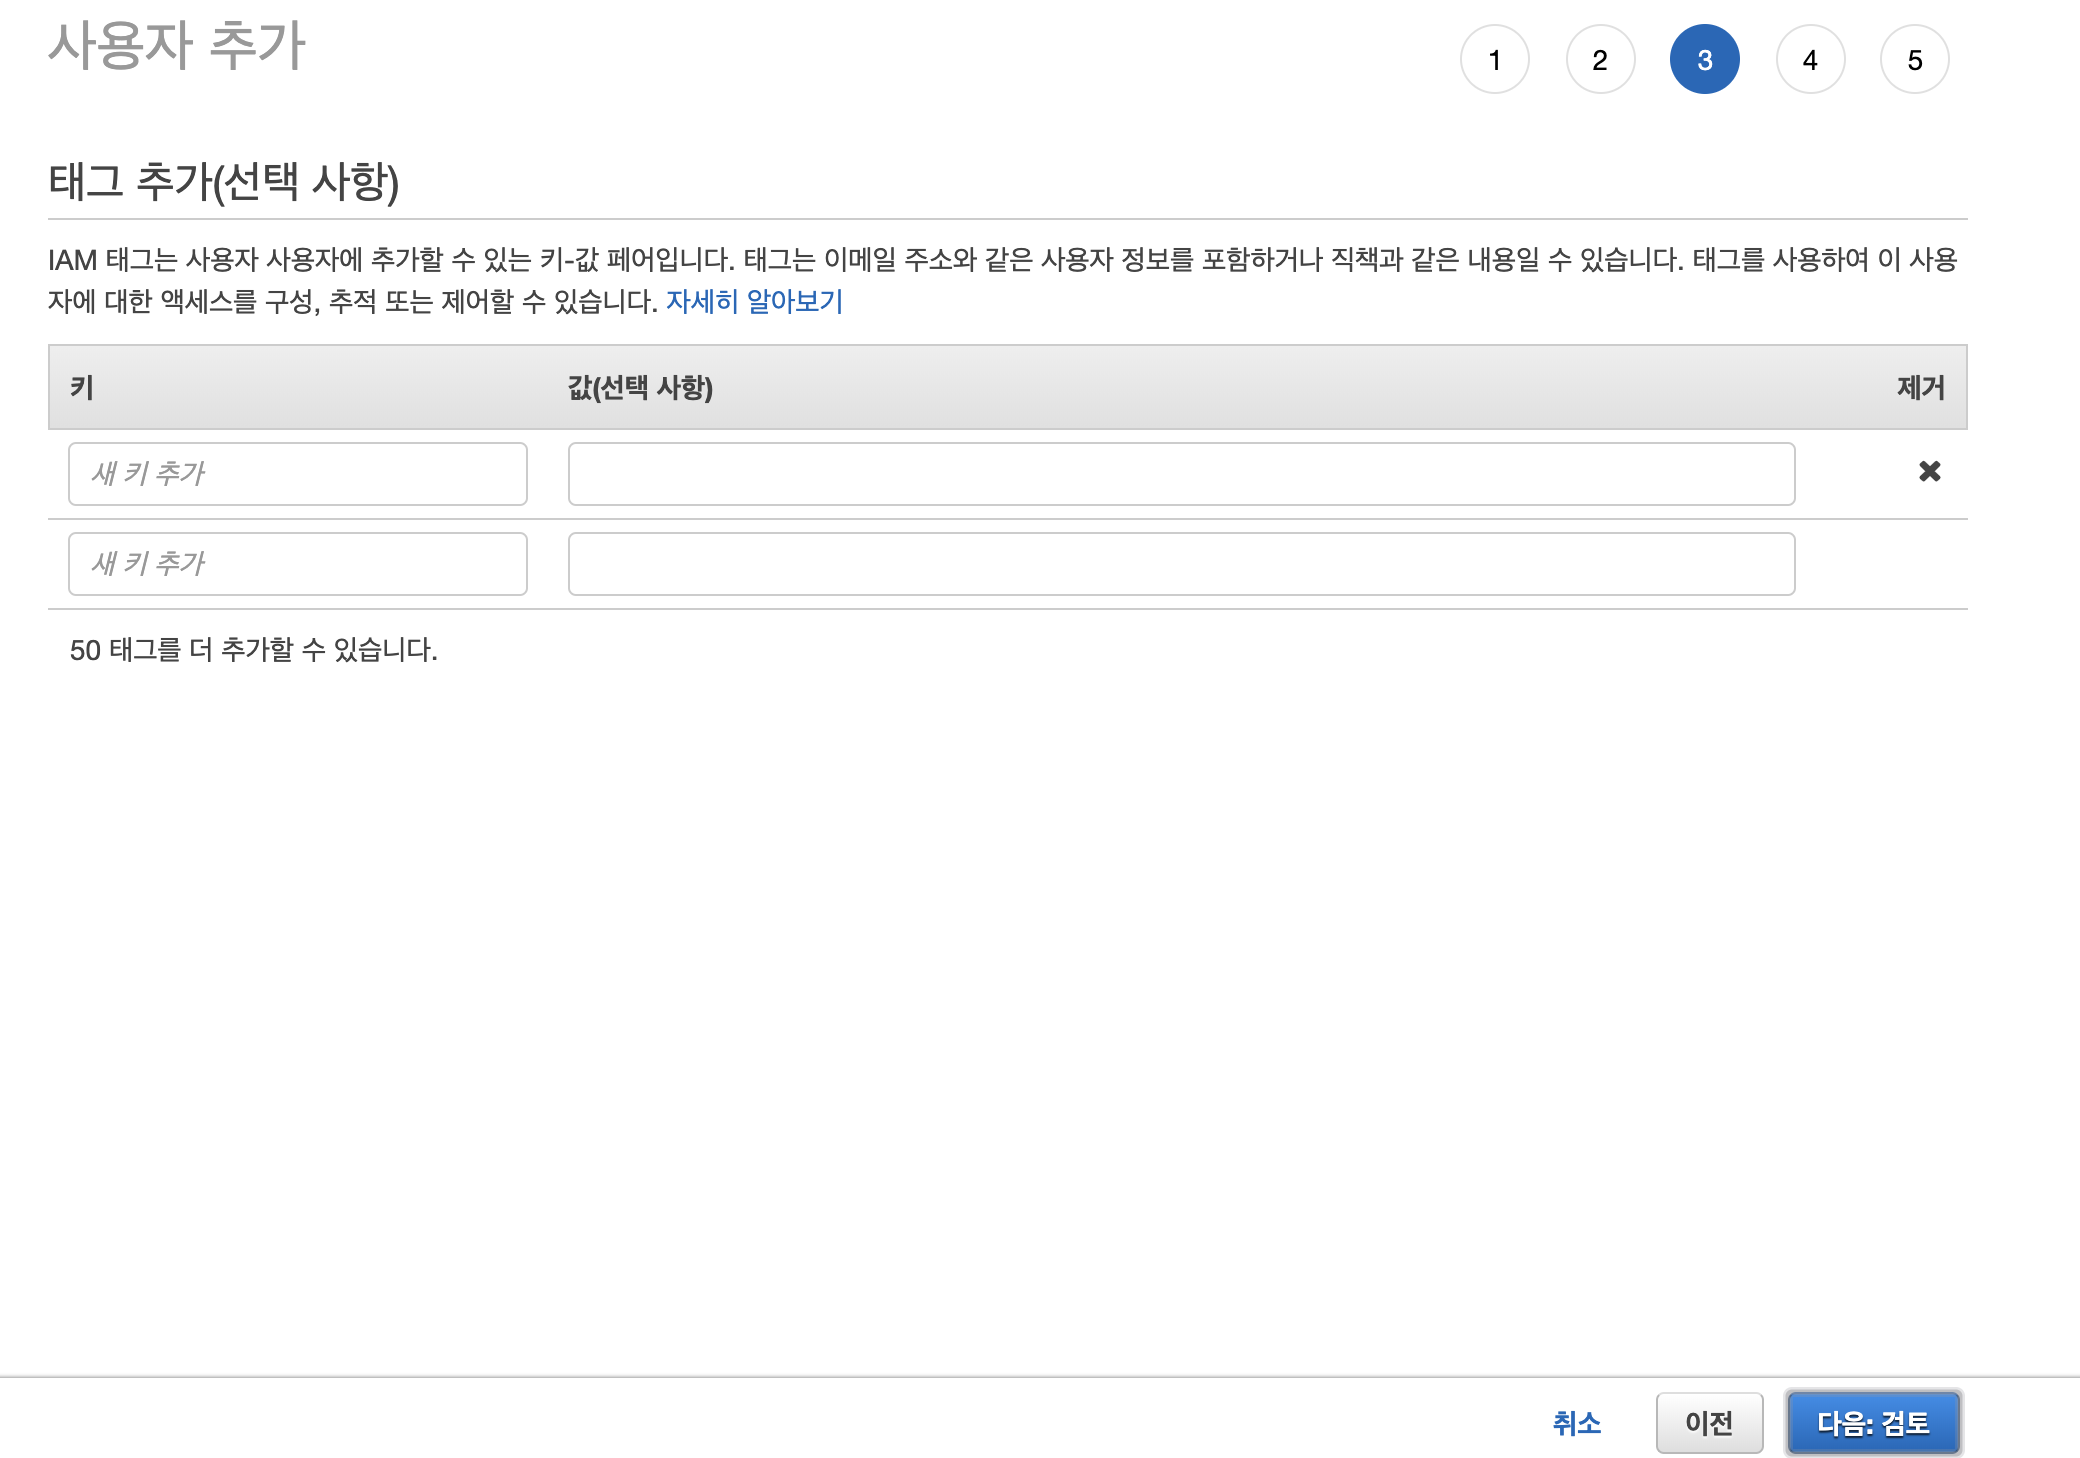 사용자 추가
1 2 3 4 5
태그 추가(선택 사항)
IAM 태그는 사용자 사용자에 추가할 수 있는 키-값 페어입니다. 태그는 이메일 주소와 같은 사용자 정보를 포함하거나 직책과 같은 내용일 수 있습니다. 태그를 사용하여 이 사용
자에 대한 액세스를 구성, 추적 또는 제어할 수 있습니다. 자세히 알아보기
키 값(선택 사항) 제거
새 키 추가
새 키 추가
50 태그를 더 추가할 수 있습니다.
취소 이전 다음: 검토